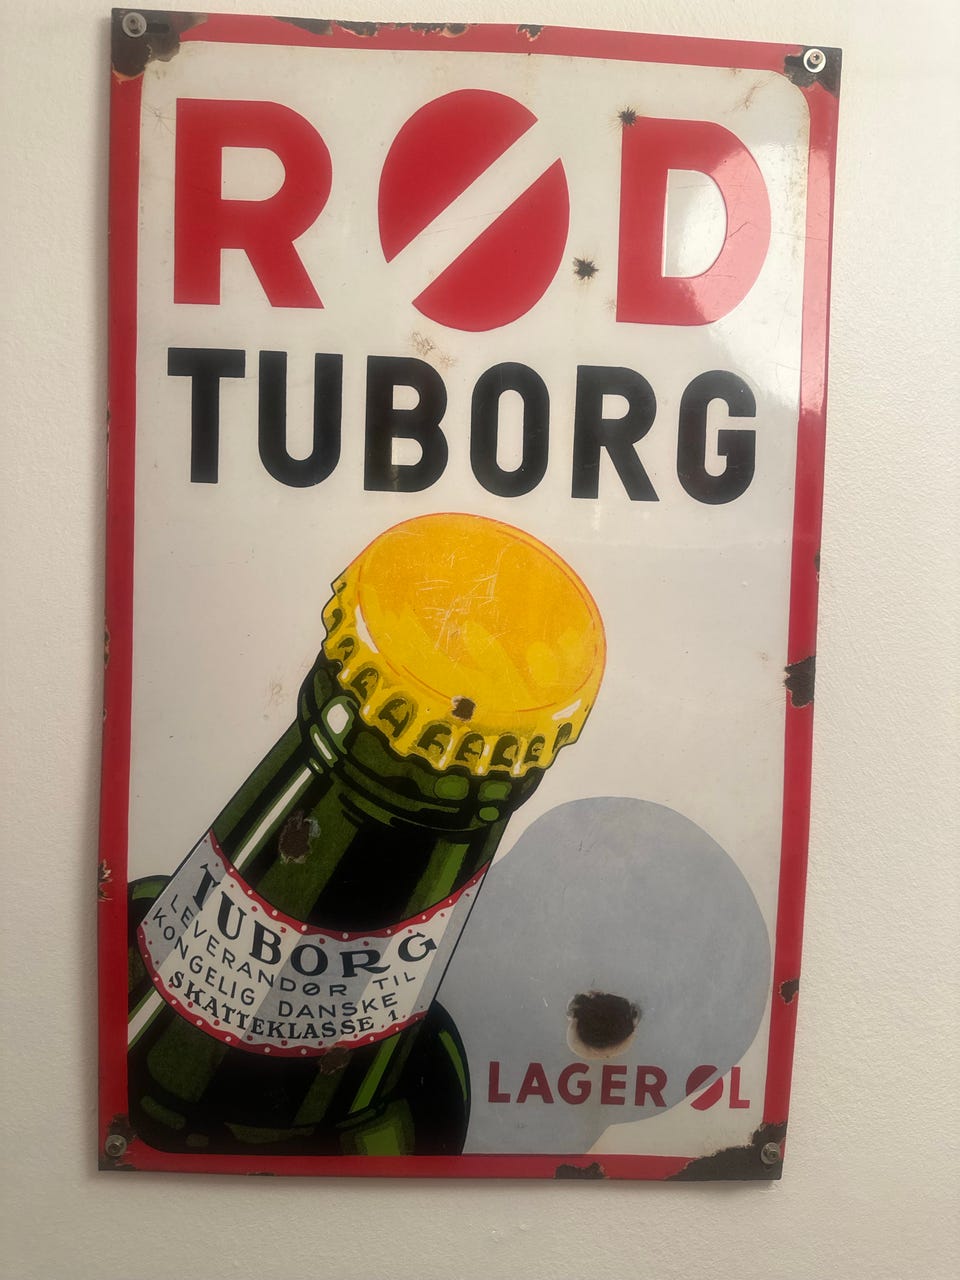 RØD
TUBORG
TUBORG
LEVERANDØR TIL
KONGELIG DANSKE
SKATTEKLASSE 1.
LAGER ØL